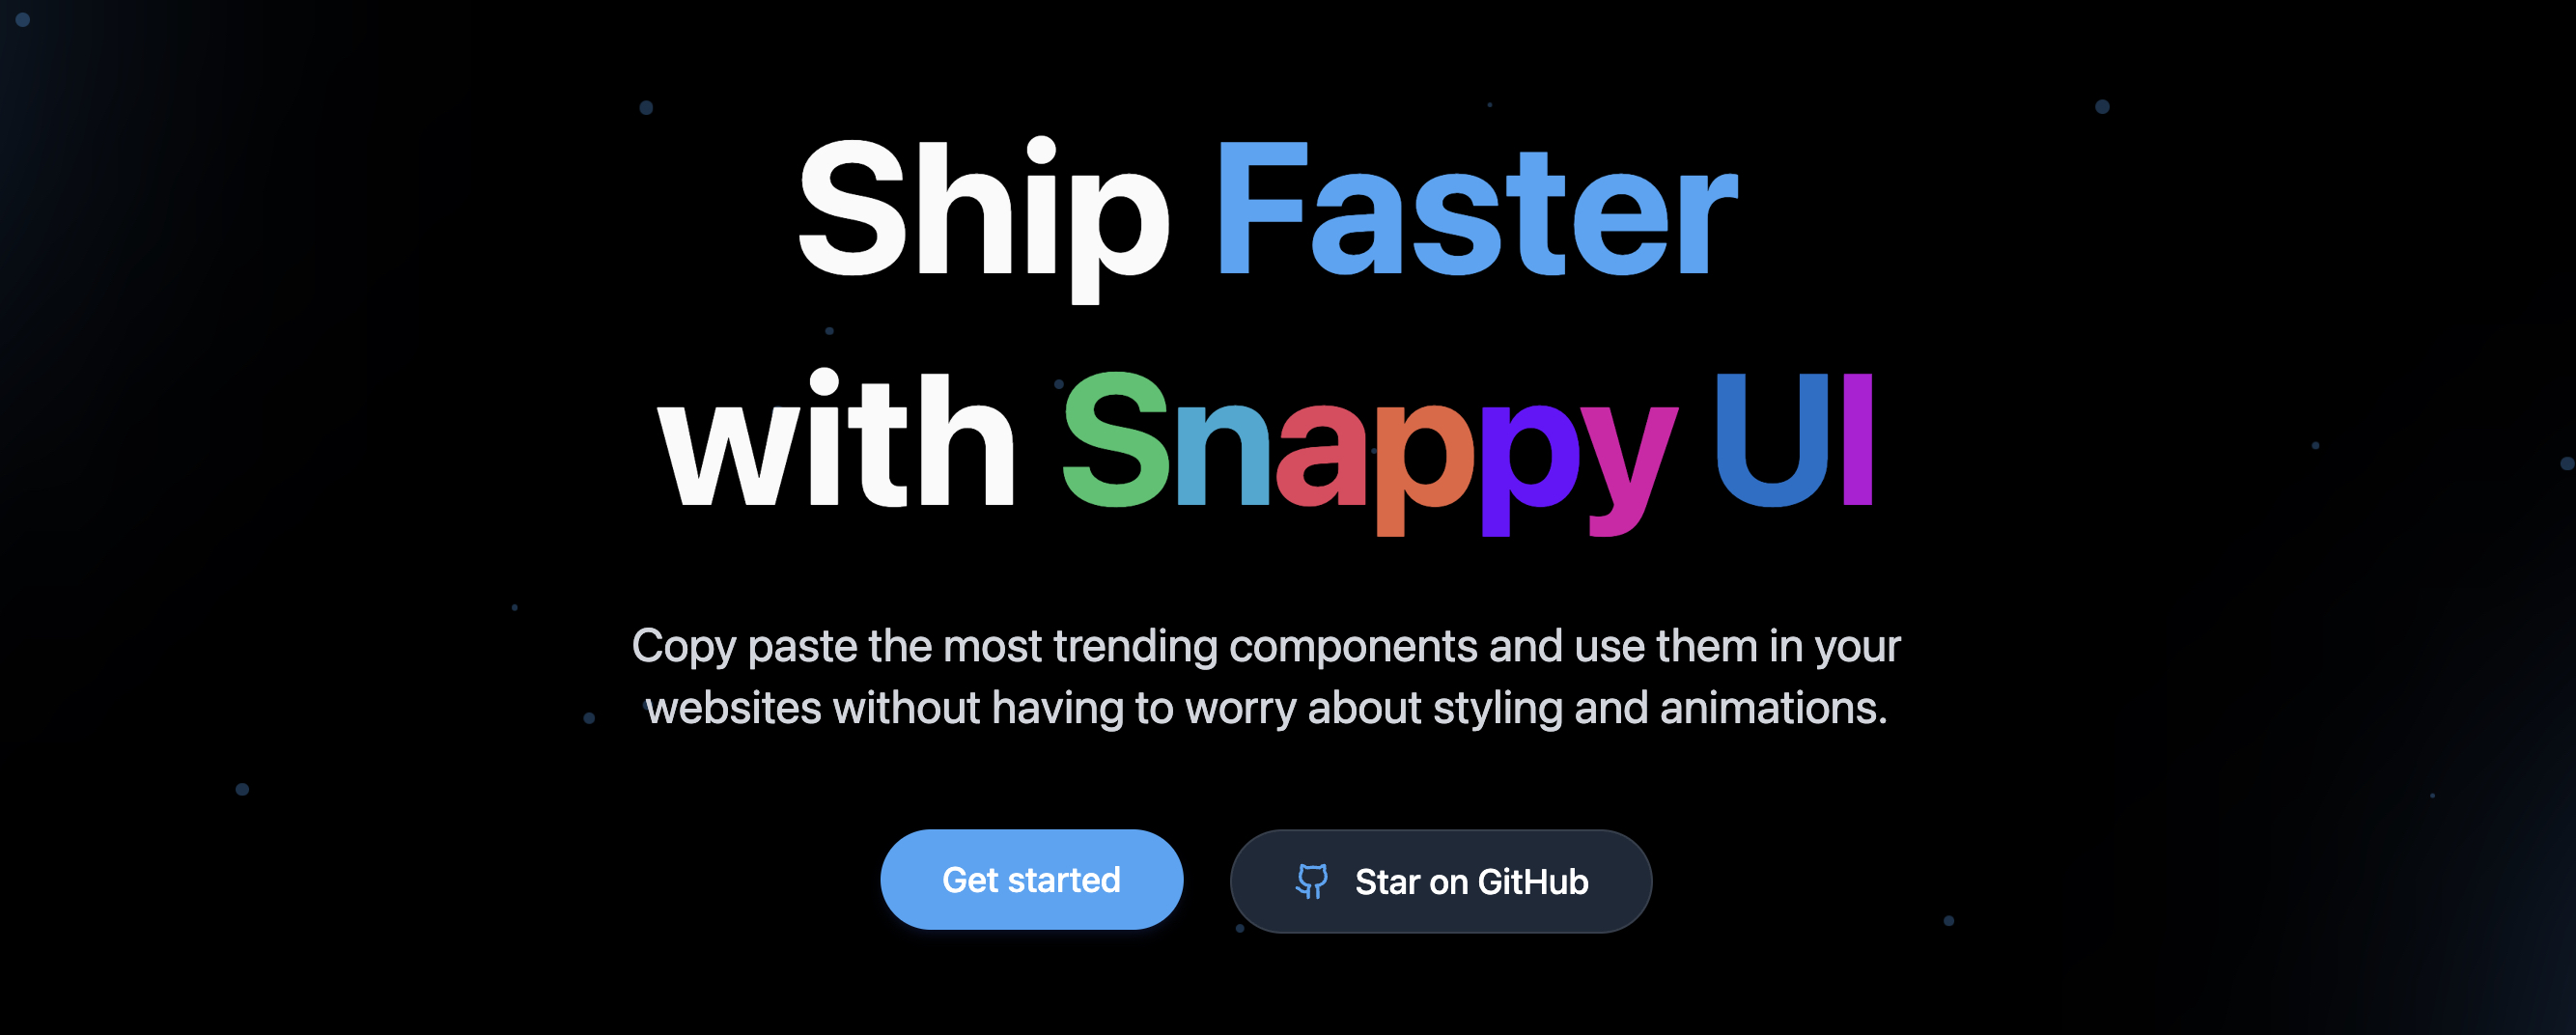 Ship Faster
with Snappy UI
Copy paste the most trending components and use them in your
websites without having to worry about styling and animations.
Get started
Star on GitHub